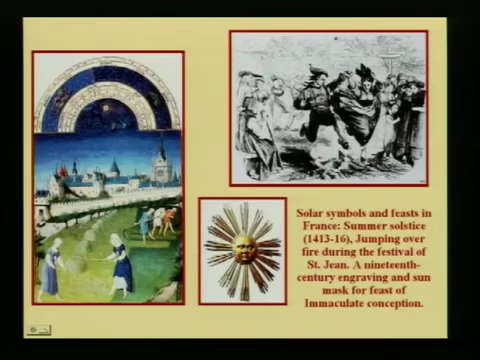 Solar symbols and feasts in
France: Summer solstice
(1413-16), Jumping over
fire during the festival of
St. Jean. A nineteenth-
century engraving and sun
mask for feast of
Immaculate conception.